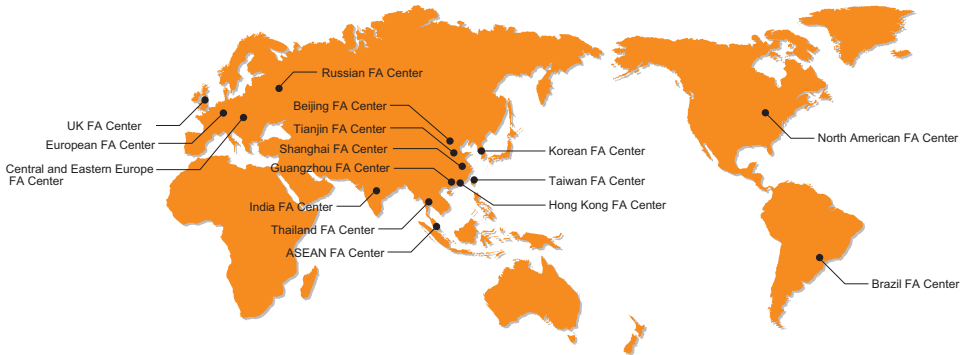 Russian FA Center
UK FA Center
European FA Center
Central and Eastern Europe
FA Center
Beijing FA Center
Tianjin FA Center
Shanghai FA Center
Guangzhou FA Center
India FA Center
Thailand FA Center
ASEAN FA Center
Korean FA Center
Taiwan FA Center
Hong Kong FA Center
North American FA Center
Brazil FA Center